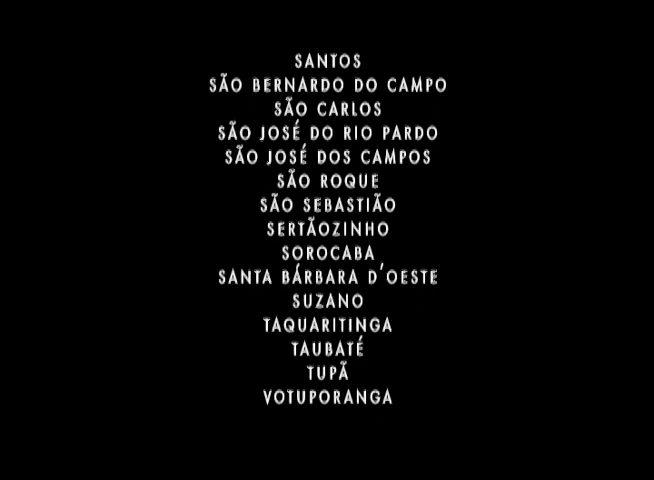 SANTOS
SÃO BERNARDO DO CAMPO
SÃO CARLOS
SÃO JOSÉ DO RIO PARDO
SÃO JOSÉ DOS CAMPOS
SÃO ROQUE
SÃO SEBASTIÃO
SERTÃOZINHO
SOROCABA
SANTA BÁRBARA D'OESTE
SUZANO
TAQUARITINGA
TAUBATÉ
TUPÃ
VOTUPORANGA